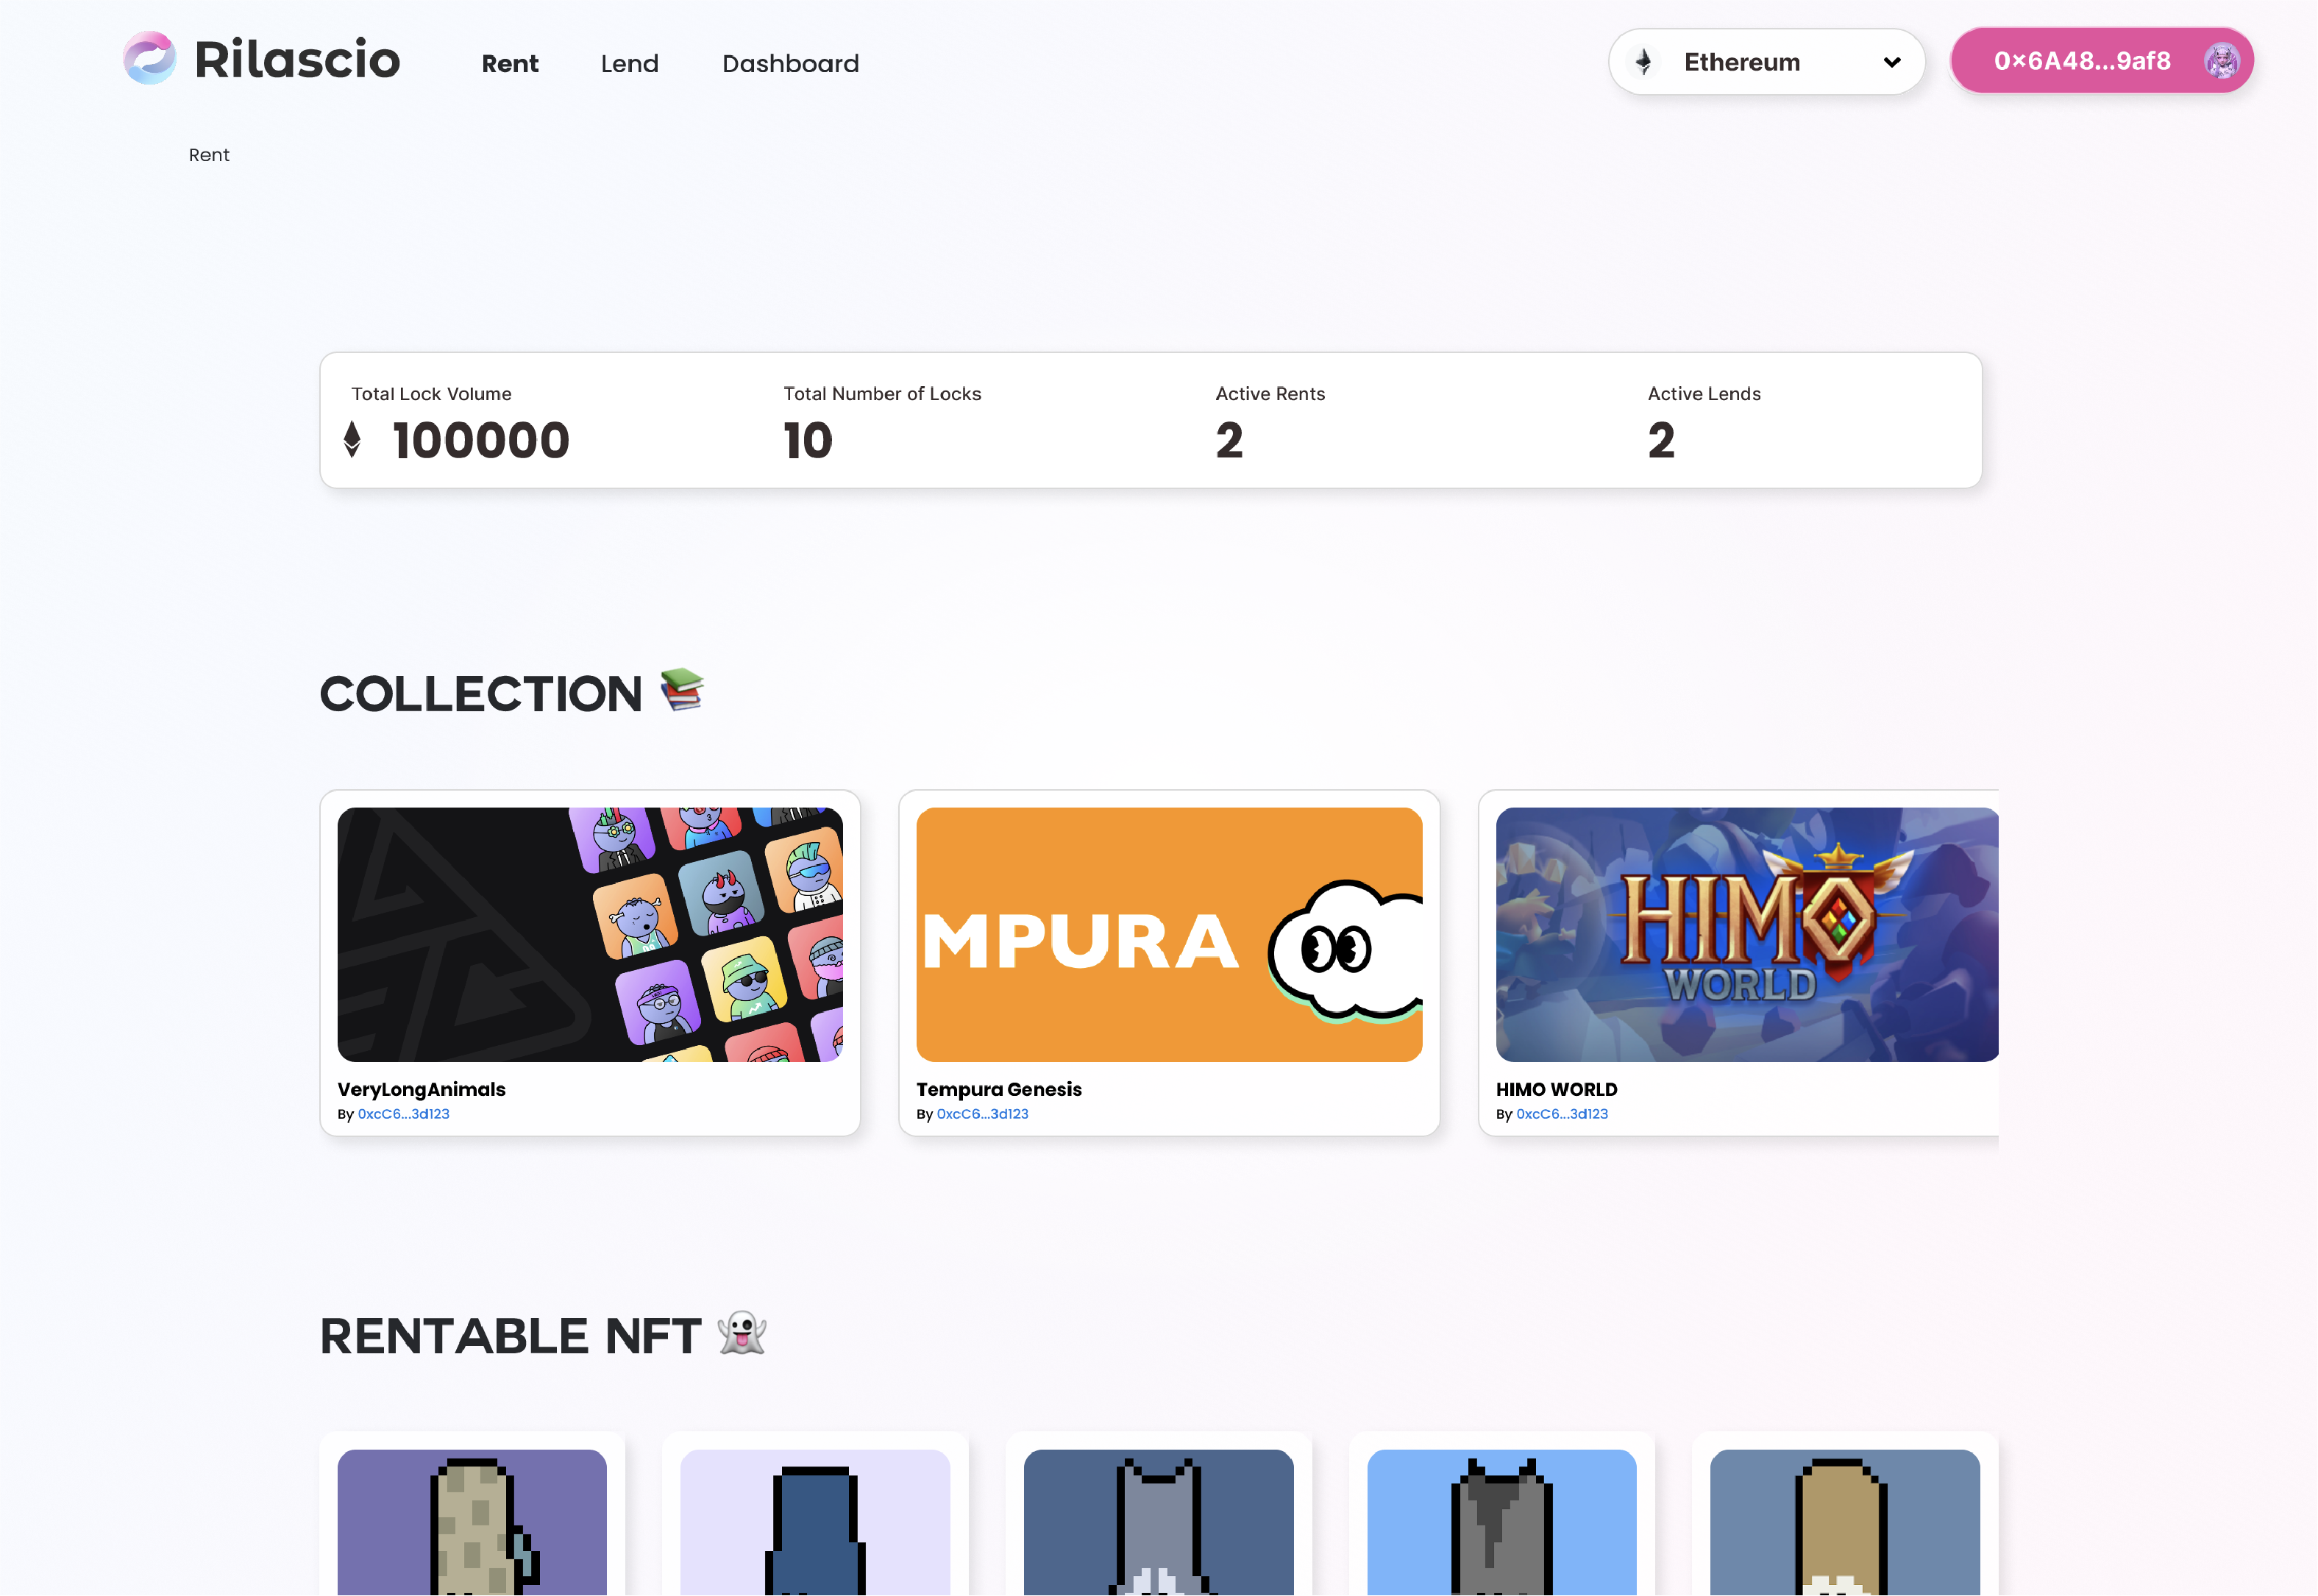 Rilascio
Rent
Lend
Dashboard
Ethereum
0×6A48...9af8
Rent
Total Lock Volume
100000
Total Number of Locks
10
Active Rents
2
Active Lends
2
COLLECTION
MPURA
HIMO
WORLD
VeryLongAnimals
By 0xcC6...3d123
Tempura Genesis
By 0xcC6...3d123
HIMO WORLD
By 0xcC6...3d123
RENTABLE NFT